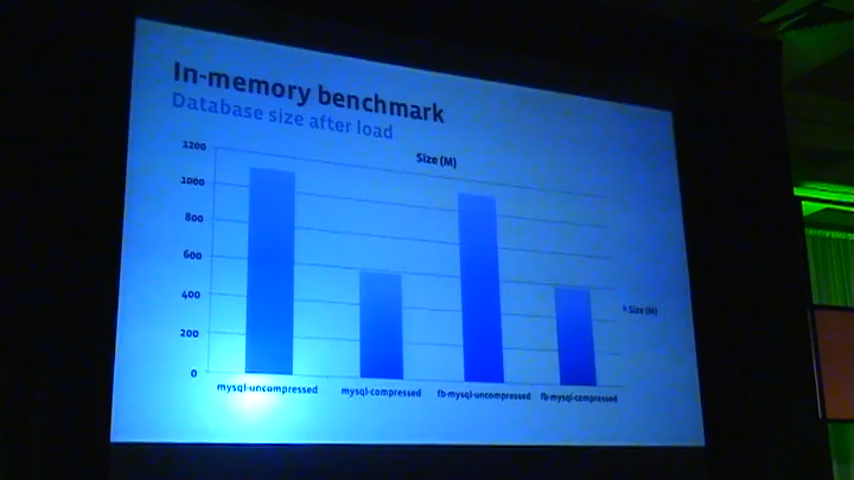 In-memory benchmark
Database size after load
Size (M)
1200
1000
800
600
400
200
0
mysql-uncompressed mysql-compressed fb-mysql-uncompressed fb-mysql-compressed
Size (M)